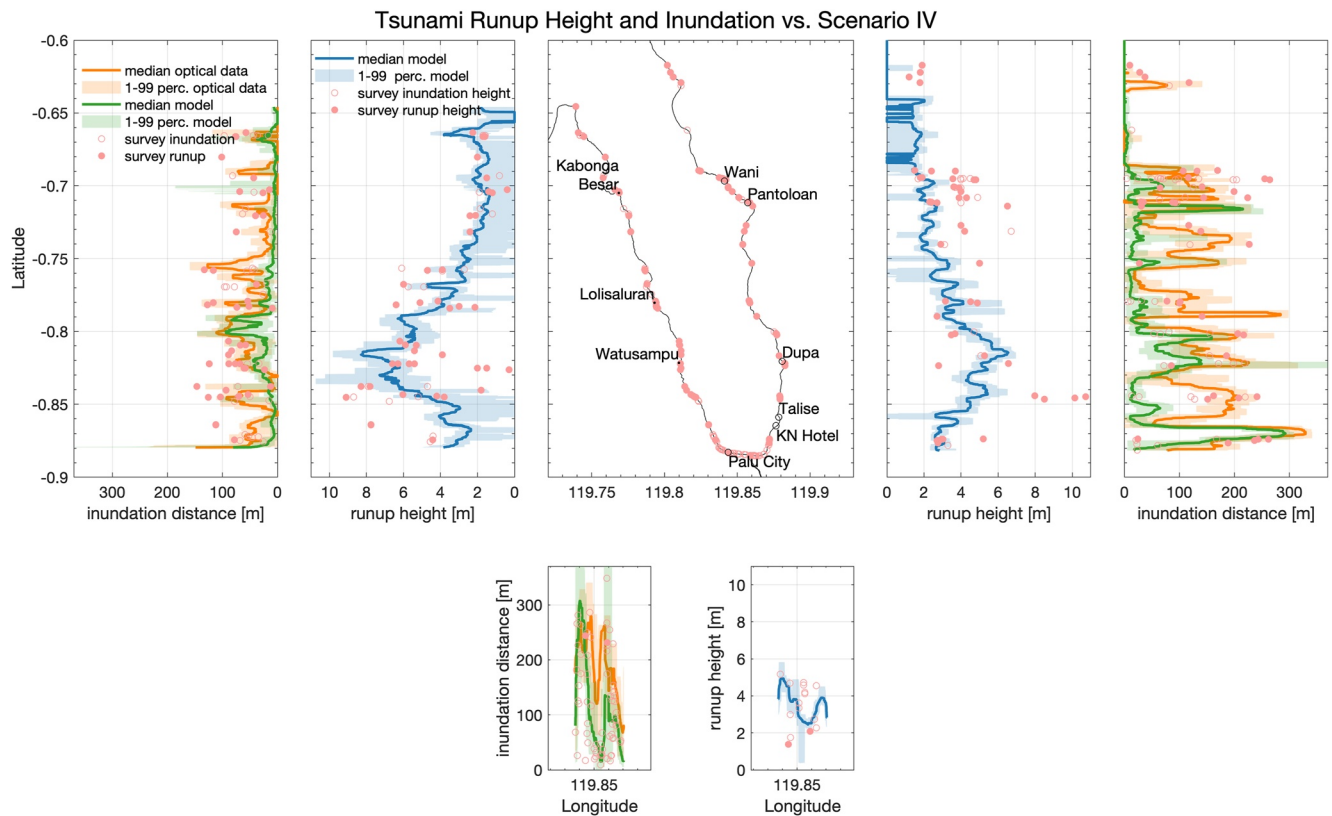 Tsunami Runup Height and Inundation vs. Scenario IV
-0.6
-0.65
-0.7
-0.75
-0.8
-0.85
-0.9
Latitude
median optical data
1-99 perc. optical data
median model
1-99 perc. model
survey inundation
survey runup
300 200 100 0
inundation distance [m]
median model
1-99 perc. model
survey inundation height
survey runup height
10 8 6 4 2 0
runup height [m]
Kabonga
Besar
Wani
Pantoloan
Lolisaluran
Watusampu
Dupa
Talise
KN Hotel
Palu City
119.75 119.8 119.85 119.9
0 2 4 6 8 10
runup height [m]
0 100 200 300
inundation distance [m]
inundation distance [m]
300
200
100
0
119.85
Longitude
runup height [m]
10
8
6
4
2
0
119.85
Longitude